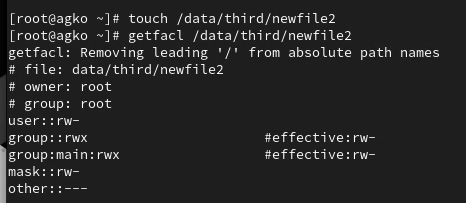 [root@agko ~]# touch /data/third/newfile2
[root@agko ~]# getfacl /data/third/newfile2
getfacl: Removing leading '/' from absolute path names
# file: data/third/newfile2
# owner: root
# group: root
user::rw-
group::rwx                      #effective:rw-
group:main:rwx                  #effective:rw-
mask::rw-
other::---